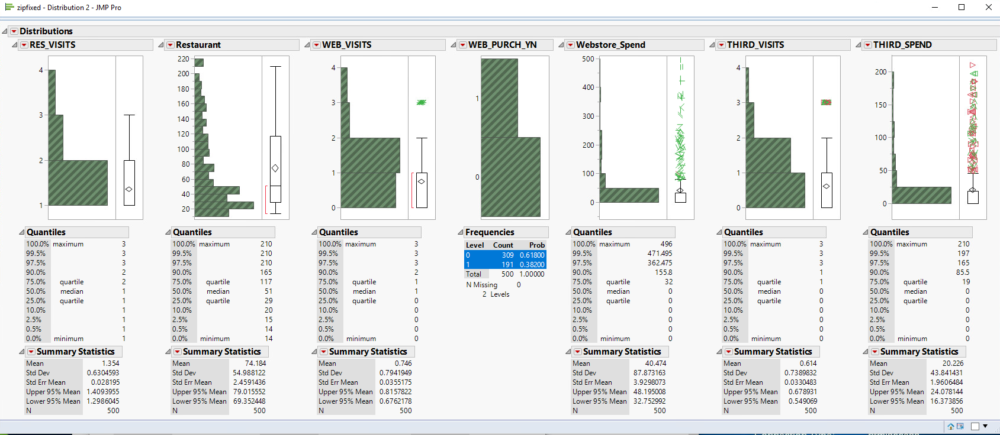 zipfixed - Distribution 2 - JMP Pro
Distributions
RES_VISITS
4
3
2
1
Quantiles
100.0% maximum 3
99.5% 3
97.5% 3
90.0% 2
75.0% quartile 2
50.0% median 1
25.0% quartile 1
10.0% 1
2.5% 1
0.5% 1
0.0% minimum 1
Summary Statistics
Mean 1.354
Std Dev 0.6304593
Std Err Mean 0.028195
Upper 95% Mean 1.4093955
Lower 95% Mean 1.2986045
N 500
Restaurant
220
200
180
160
140
120
100
80
60
40
20
Quantiles
100.0% maximum 210
99.5% 210
97.5% 210
90.0% 165
75.0% quartile 117
50.0% median 51
25.0% quartile 29
10.0% 20
2.5% 15
0.5% 14
0.0% minimum 14
Summary Statistics
Mean 74.184
Std Dev 54.988122
Std Err Mean 2.4591436
Upper 95% Mean 79.015552
Lower 95% Mean 69.352448
N 500
WEB_VISITS
4
3
2
1
0
Quantiles
100.0% maximum 3
99.5% 3
97.5% 3
90.0% 2
75.0% quartile 1
50.0% median 1
25.0% quartile 0
10.0% 0
2.5% 0
0.5% 0
0.0% minimum 0
Summary Statistics
Mean 0.746
Std Dev 0.7941949
Std Err Mean 0.0355175
Upper 95% Mean 0.8157822
Lower 95% Mean 0.6762178
N 500
WEB_PURCH_YN
1
0
Frequencies
Level Count Prob
0 309 0.61800
1 191 0.38200
Total 500 1.00000
N Missing 0
2 Levels
Webstore_Spend
500
400
300
200
100
0
Quantiles
100.0% maximum 496
99.5% 471.495
97.5% 362.475
90.0% 155.8
75.0% quartile 32
50.0% median 0
25.0% quartile 0
10.0% 0
2.5% 0
0.5% 0
0.0% minimum 0
Summary Statistics
Mean 40.474
Std Dev 87.873163
Std Err Mean 3.9298073
Upper 95% Mean 48.195008
Lower 95% Mean 32.752992
N 500
THIRD_VISITS
4
3
2
1
0
Quantiles
100.0% maximum 3
99.5% 3
97.5% 3
90.0% 1
75.0% quartile 1
50.0% median 0
25.0% quartile 0
10.0% 0
2.5% 0
0.5% 0
0.0% minimum 0
Summary Statistics
Mean 0.614
Std Dev 0.7389832
Std Err Mean 0.0330483
Upper 95% Mean 0.678931
Lower 95% Mean 0.549069
N 500
THIRD_SPEND
200
150
100
50
0
Quantiles
100.0% maximum 210
99.5% 197
97.5% 165
90.0% 85.5
75.0% quartile 19
50.0% median 0
25.0% quartile 0
10.0% 0
2.5% 0
0.5% 0
0.0% minimum 0
Summary Statistics
Mean 20.226
Std Dev 43.841431
Std Err Mean 1.9606484
Upper 95% Mean 24.078144
Lower 95% Mean 16.373856
N 500